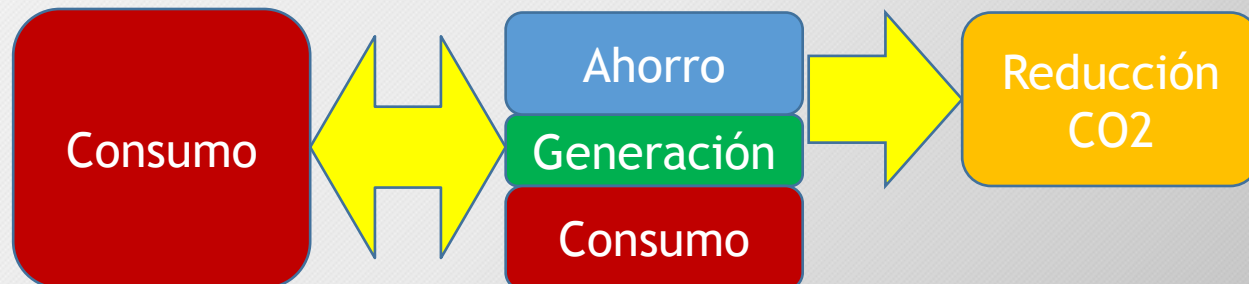 Consumo
Ahorro
Generación
Consumo
Reducción
CO2